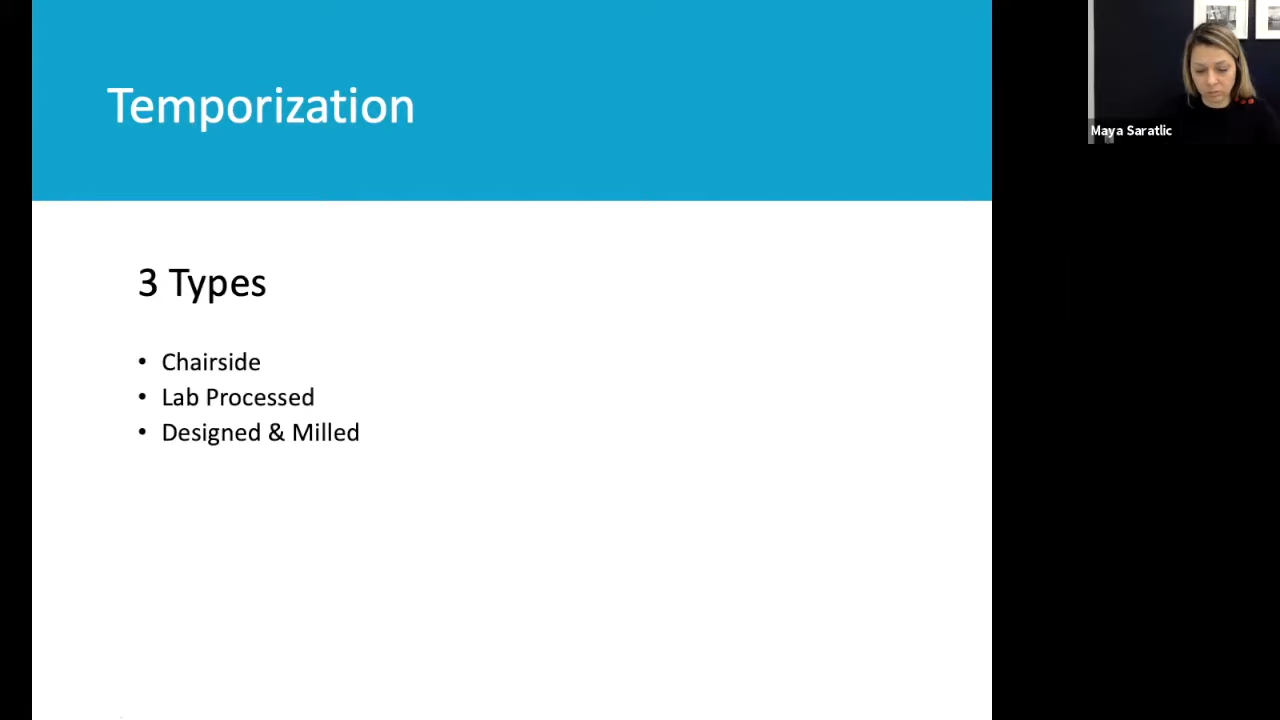 Temporization
3 Types
• Chairside
• Lab Processed
• Designed & Milled
Maya Saratlic